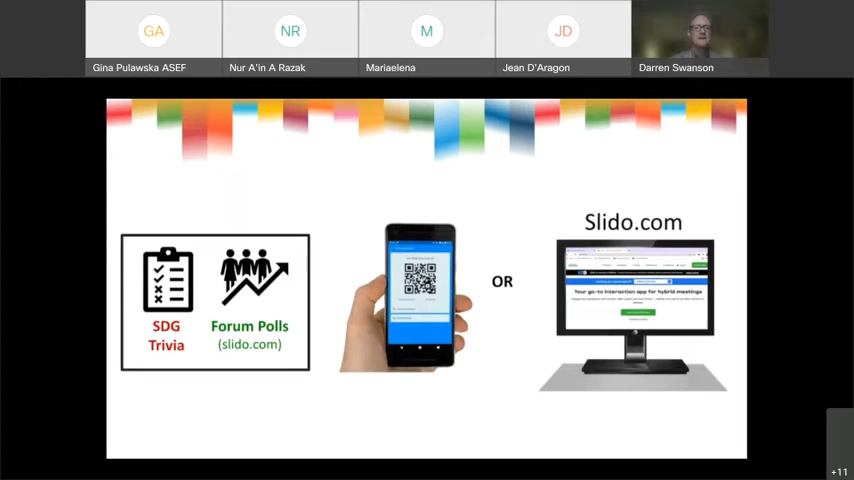 GA
NR
M
JD
Gina Pulawska ASEF
Nur A'in A Razak
Mariaelena
Jean D'Aragon
Darren Swanson
Slido.com
SDG
Trivia
Forum Polls
(slido.com)
OR
Your go-to interaction app for hybrid meetings
+11